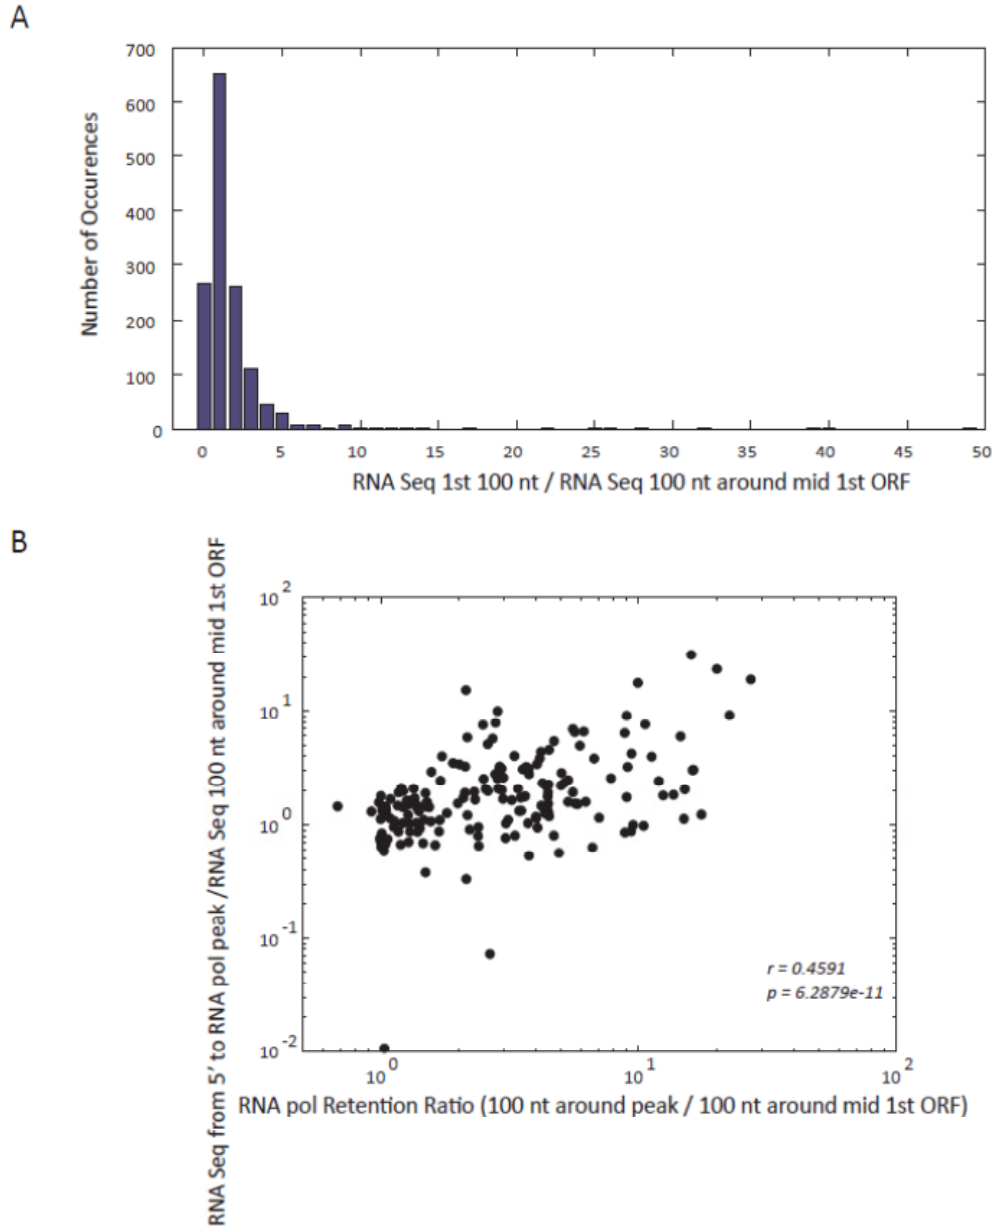 A
700
600
500
400
300
200
100
0
Number of Occurences
0 5 10 15 20 25 30 35 40 45 50
RNA Seq 1st 100 nt / RNA Seq 100 nt around mid 1st ORF
B
RNA Seq from 5' to RNA pol peak /RNA Seq 100 nt around mid 1st ORF
10 2
10 1
10 0
10 -1
10 -2
r = 0.4591
p = 6.2879e-11
10 0 10 1 10 2
RNA pol Retention Ratio (100 nt around peak / 100 nt around mid 1st ORF)